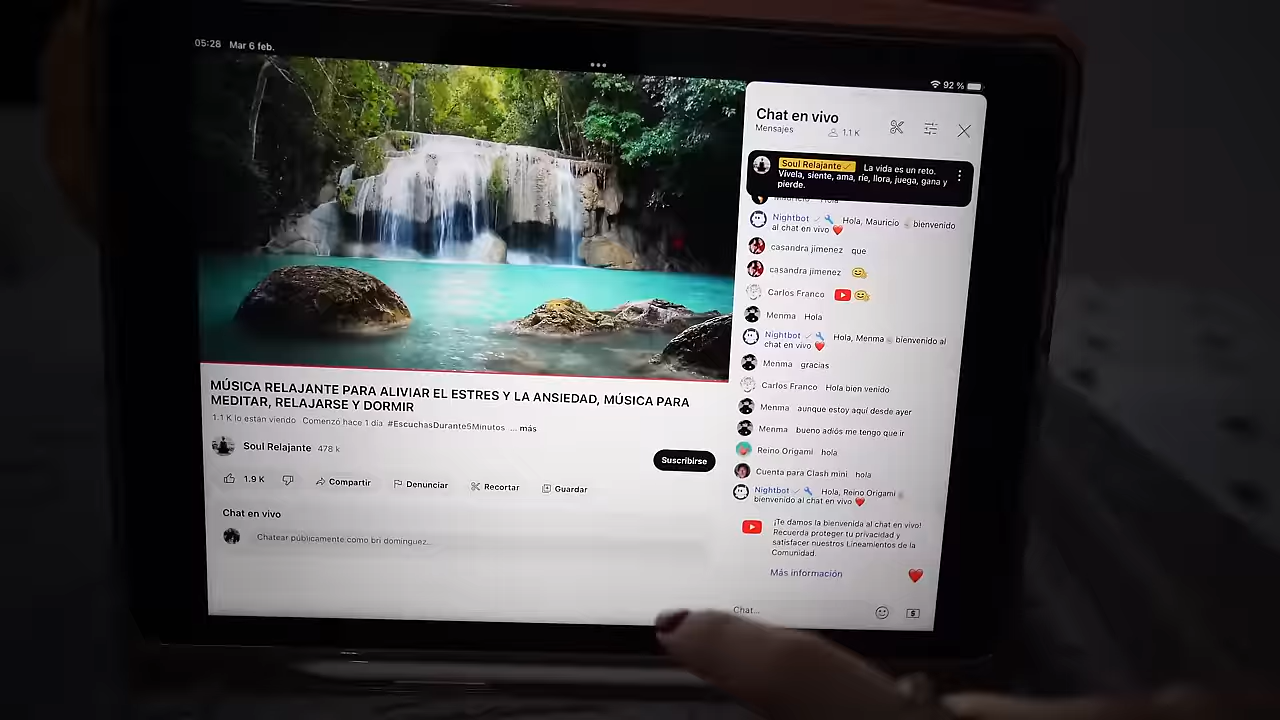 05:28 Mar 6 feb.
92 %
MÚSICA RELAJANTE PARA ALIVIAR EL ESTRES Y LA ANSIEDAD, MÚSICA PARA
MEDITAR, RELAJARSE Y DORMIR
1.1 K lo están viendo Comenzó hace 1 día #EscuchasDurante5Minutos ... más
Soul Relajante 478 k
Suscribirse
1.9 K
Compartir
Denunciar
Recortar
Guardar
Chat en vivo
Chatear públicamente como bri dominguez...
Chat en vivo
Mensajes 1.1 K
Soul Relajante La vida es un reto.
Vívela, siente, ama, ríe, llora, juega, gana y
pierde.
Mauricio Hola
Nightbot Hola, Mauricio bienvenido
al chat en vivo
casandra jimenez que
casandra jimenez
Carlos Franco
Menma Hola
Nightbot Hola, Menma bienvenido al
chat en vivo
Menma gracias
Carlos Franco Hola bien venido
Menma aunque estoy aquí desde ayer
Menma bueno adiós me tengo que ir
Reino Origami hola
Cuenta para Clash mini hola
Nightbot Hola, Reino Origami
bienvenido al chat en vivo
¡Te damos la bienvenida al chat en vivo!
Recuerda proteger tu privacidad y
satisfacer nuestros Lineamientos de la
Comunidad.
Más información
Chat...